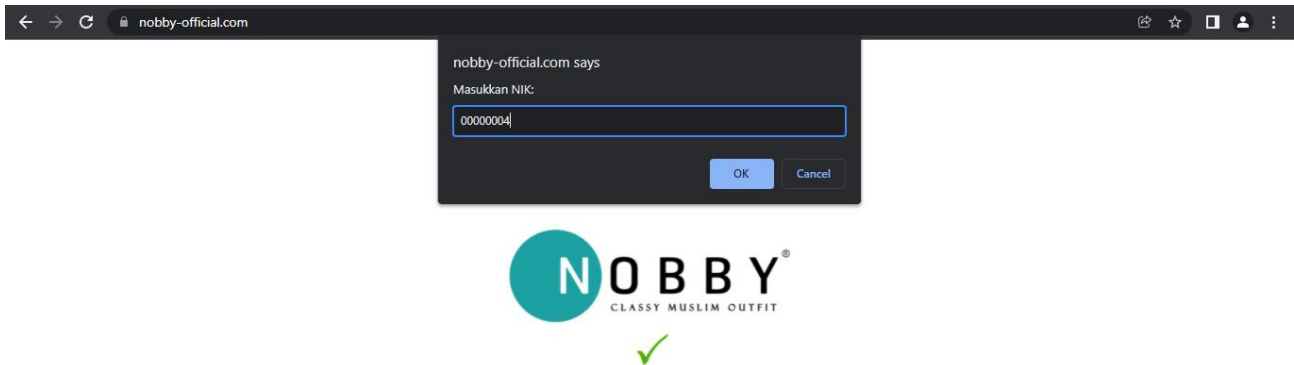 nobby-official.com
nobby-official.com says
Masukkan NIK:
00000004
OK Cancel
NOBBY®
CLASSY MUSLIM OUTFIT